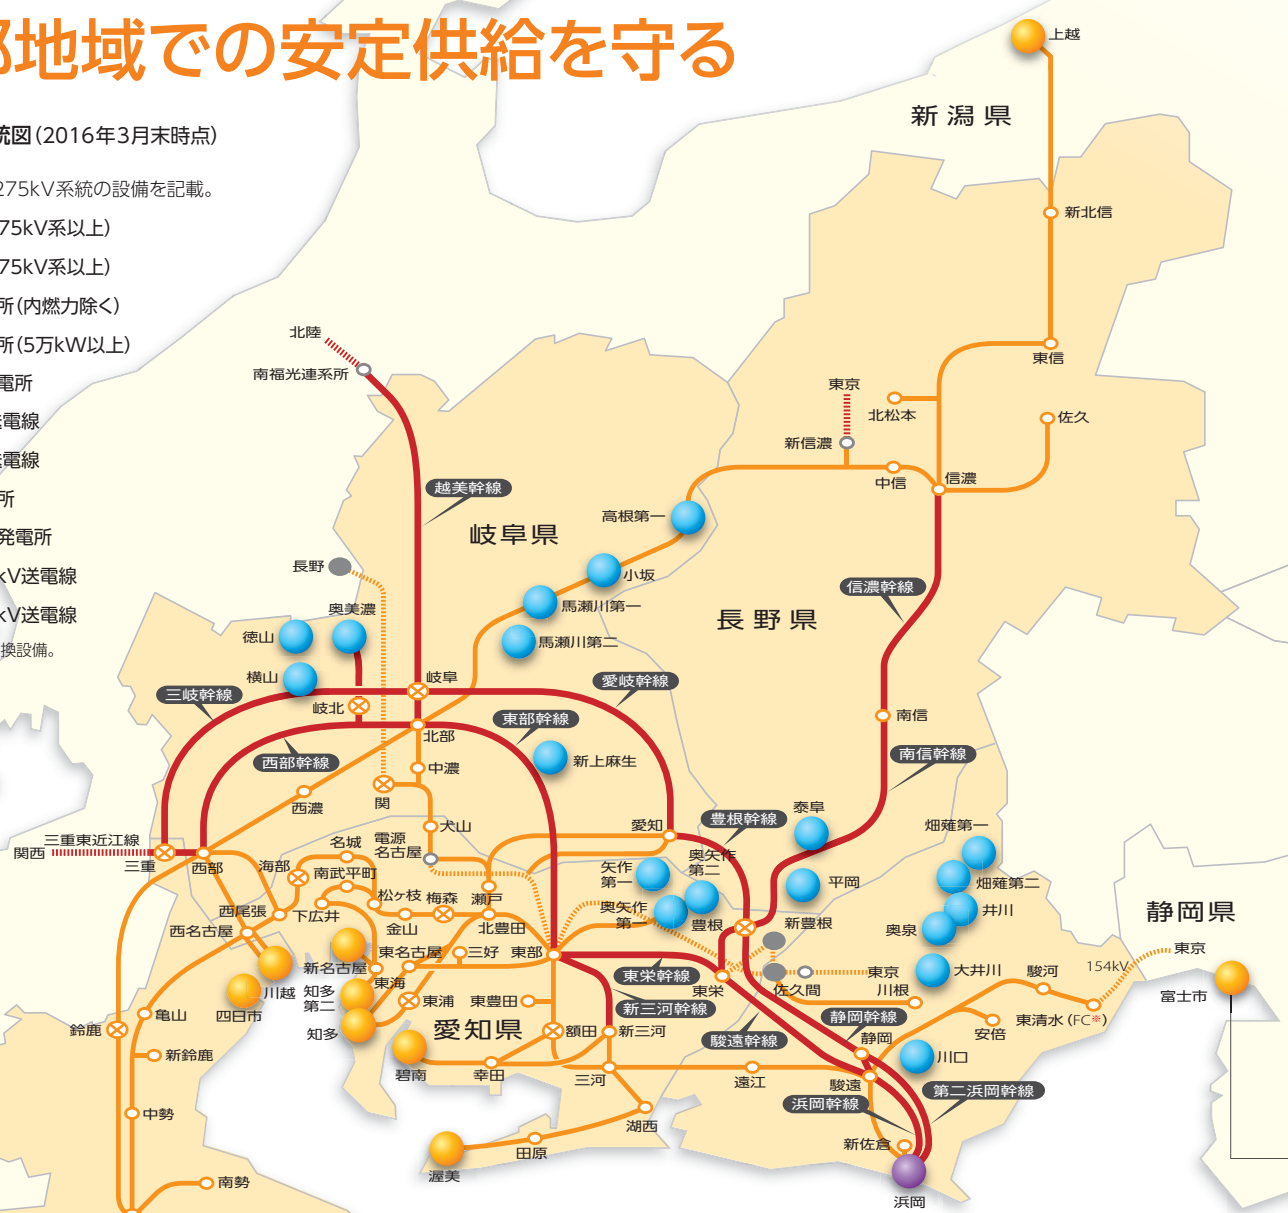 部地域での安定供給を守る
統図(2016年3月末時点)
275kV系統の設備を記載。
75kV系以上)
75kV系以上)
所(内燃力除く)
所(5万kW以上)
電所
送電線
送電線
所
発電所
kV送電線
kV送電線
換設備。
上越
新潟県
新北信
東信
北陸
南福光連系所
東京
北松本
佐久
新信濃
中信
信濃
越美幹線
高根第一
岐阜県
小坂
長野
馬瀬川第一
信濃幹線
奥美濃
長野県
徳山
馬瀬川第二
横山
岐阜
愛岐幹線
三岐幹線
岐北
東部幹線
南信
北部
西部幹線
新上麻生
南信幹線
中濃
関
西濃
泰阜
豊根幹線
畑薙第一
犬山
愛知
三重東近江線
関西
三重
西部
名城
電源
名古屋
海部
南武平町
矢作
第一
奥矢作
第二
平岡
畑薙第二
松ヶ枝
梅森
瀬戸
西尾張
下広井
金山
北豊田
奥矢作
第一
豊根
新豊根
井川
静岡県
西名古屋
奥泉
新名古屋
東名古屋
三好
東部
東京
東海
東栄幹線
東京
大井川
154kV
駿河
川越
知多
第二
東浦
東豊田
東栄
佐久間
川根
富士市
四日市
新三河幹線
亀山
静岡幹線
東清水(FC※)
鈴鹿
知多
愛知県
額田
新三河
駿遠幹線
静岡
安倍
新鈴鹿
川口
碧南
幸田
三河
遠江
駿遠
第二浜岡幹線
浜岡幹線
中勢
湖西
新佐倉
田原
渥美
南勢
浜岡